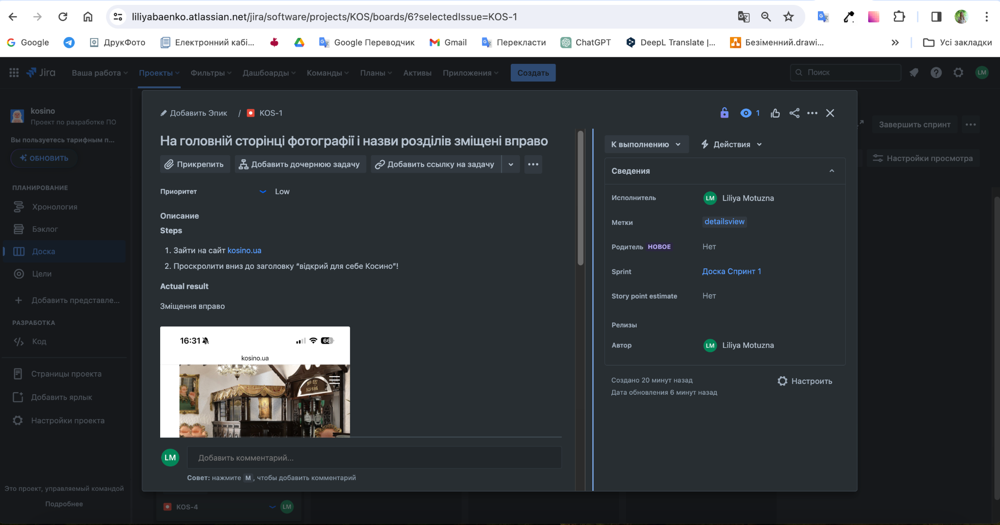 liliyabaenko.atlassian.net/jira/software/projects/KOS/boards/6?selectedIssue=KOS-1
Google
ДрукФото
Електронний кабі...
Google Переводчик
Gmail
Перекласти
ChatGPT
DeepL Translate |...
Безіменний.drawi...
Усі закладки
Jira
Ваша работа
Проекты
Фильтры
Дашбоарды
Команды
Планы
Активы
Приложения
Создать
Поиск
LM
kosino
Проект по разработке ПО
Вы пользуетесь тарифным п...
ОБНОВИТЬ
ПЛАНИРОВАНИЕ
Хронология
Бэклог
Доска
Цели
Добавить представле...
РАЗРАБОТКА
Код
Страницы проекта
Добавить ярлык
Настройки проекта
Это проект, управляемый командой
Подробнее
Добавить Эпик / KOS-1
1
На головній сторінці фотографії і назви розділів зміщені вправо
Прикрепить
Добавить дочернюю задачу
Добавить ссылку на задачу
Приоритет
Low
Описание
Steps
1. Зайти на сайт kosino.ua
2. Проскролити вниз до заголовку “відкрий для себе Косино”!
Actual result
Зміщення вправо
16:31
66
kosino.ua
210-227
SZOBÁK
LM
Добавить комментарий...
Совет: нажмите M, чтобы добавить комментарий
К выполнению
Действия
Сведения
Исполнитель
LM Liliya Motuzna
Метки
detailsview
Родитель НОВОЕ
Нет
Sprint
Доска Спринт 1
Story point estimate
Нет
Релизы
Автор
LM Liliya Motuzna
Создано 20 минут назад
Дата обновления 6 минут назад
Настроить
Завершить спринт
Настройки просмотра
KOS-4
LM